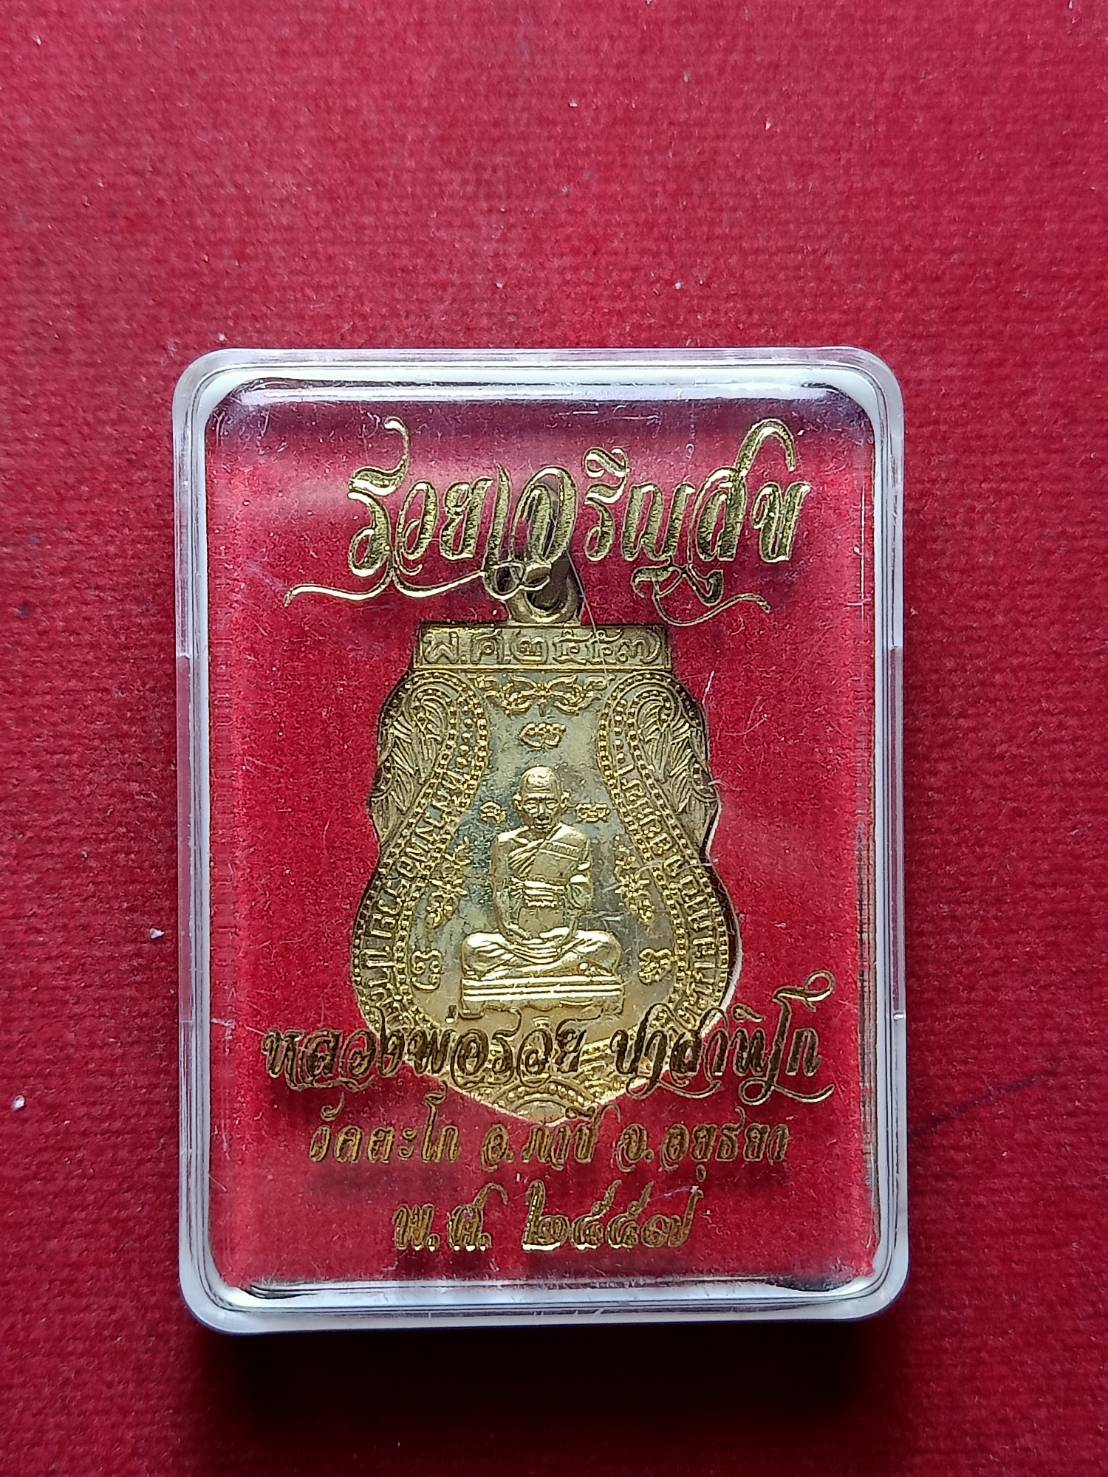 รวยเจริญสุข
พ.ศ.๒๕๕๗
หลวงพ่อรวย ปาสาทิโก
วัดตะโก อ.ภาชี จ.อยุธยา
พ.ศ. ๒๕๕๗